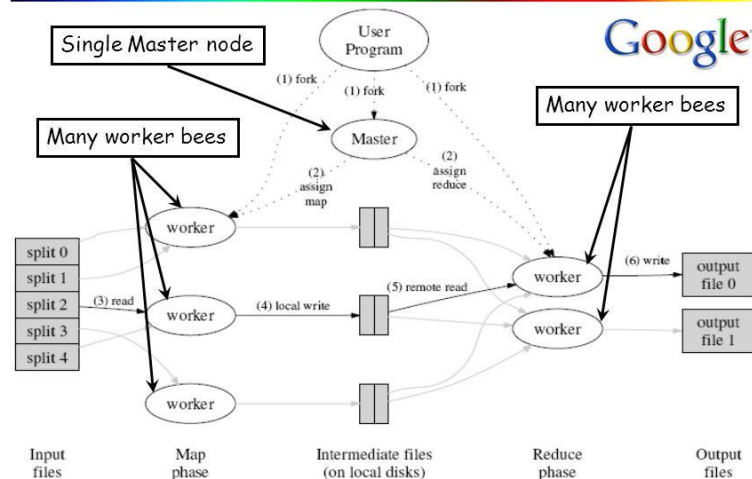 Single Master node
User
Program
Google
(1) fork
(1) fork
(1) fork
Many worker bees
Many worker bees
Master
(2)
assign
map
(2)
assign
reduce
worker
split 0
split 1
split 2
split 3
split 4
(3) read
worker
(4) local write
(5) remote read
worker
(6) write
output
file 0
worker
output
file 1
worker
Input
files
Map
phase
Intermediate files
(on local disks)
Reduce
phase
Output
files